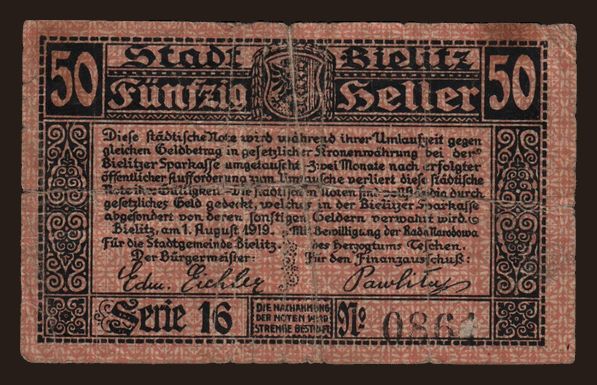 50 Stadt Bielitz 50
Fünfzig Heller
Diese städtische Note wird während ihrer Umlaufzeit gegen
gleichen Geldbetrag in gesetzlicher Kronenwährung bei der
Bielitzer Sparkasse umgetauscht. Zwei Monate nach erfolgter
öffentlicher Aufforderung zum Umtausche verliert diese städtische
Note ihre Gültigkeit. Die städtischen Noten sind vollständig durch
gesetzliches Geld gedeckt, welches in der Bielitzer Sparkasse
abgesondert von deren sonstigen Geldern verwahrt wird.
Bielitz, am 1. August 1919. Mit Bewilligung der Rada Narodowa
Für die Stadtgemeinde Bielitz: des Herzogtums Teschen.
Der Bürgermeister: Für den Finanzausschuß:
Edm. Eichler
Serie 16
DIE NACHAHMUNG
DER NOTEN WIRD
STRENGE BESTRAFT
No 0864